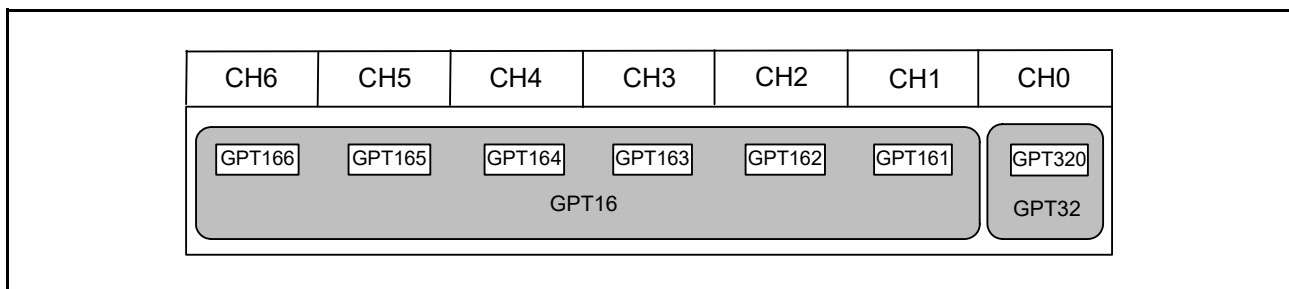 CH6 CH5 CH4 CH3 CH2 CH1 CH0
GPT166 GPT165 GPT164 GPT163 GPT162 GPT161 GPT320
GPT16 GPT32